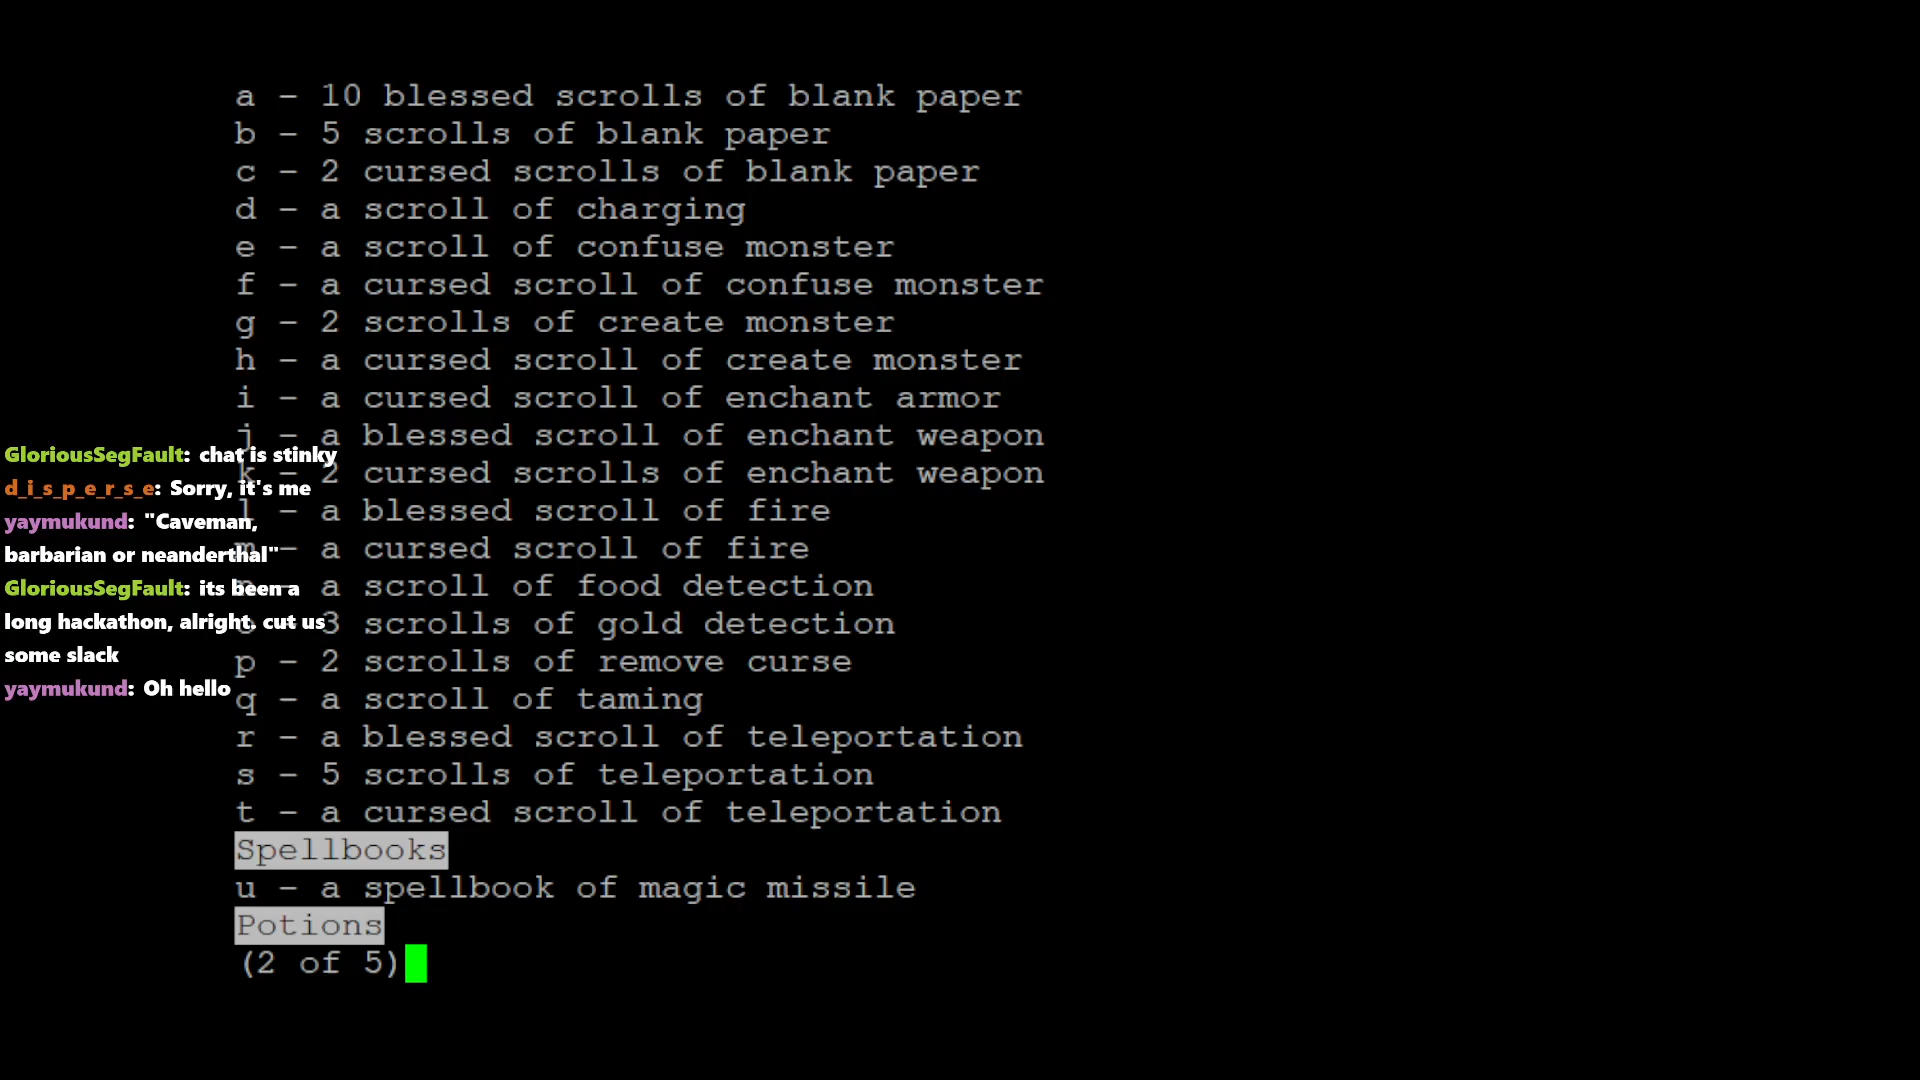 a - 10 blessed scrolls of blank paper
b - 5 scrolls of blank paper
c - 2 cursed scrolls of blank paper
d - a scroll of charging
e - a scroll of confuse monster
f - a cursed scroll of confuse monster
g - 2 scrolls of create monster
h - a cursed scroll of create monster
i - a cursed scroll of enchant armor
j - a blessed scroll of enchant weapon
k - 2 cursed scrolls of enchant weapon
l - a blessed scroll of fire
m - a cursed scroll of fire
n - a scroll of food detection
o - 3 scrolls of gold detection
p - 2 scrolls of remove curse
q - a scroll of taming
r - a blessed scroll of teleportation
s - 5 scrolls of teleportation
t - a cursed scroll of teleportation
Spellbooks
u - a spellbook of magic missile
Potions
(2 of 5)
GloriousSegFault: chat is stinky
d_i_s_p_e_r_s_e: Sorry, it's me
yaymukund: "Caveman,
barbarian or neanderthal"
GloriousSegFault: its been a
long hackathon, alright. cut us
some slack
yaymukund: Oh hello